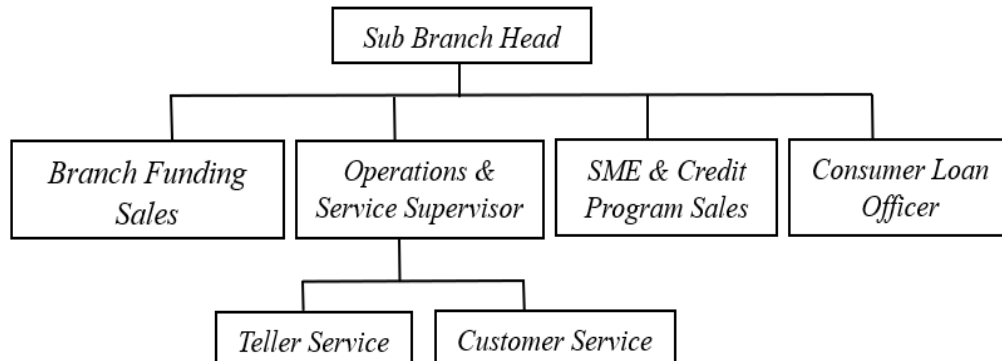 Sub Branch Head
Branch Funding
Sales
Operations &
Service Supervisor
SME & Credit
Program Sales
Consumer Loan
Officer
Teller Service
Customer Service